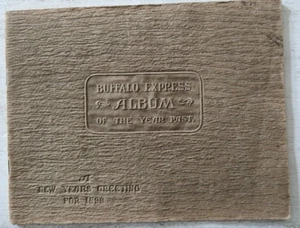 BUFFALO EXPRESS
ALBUM
OF THE YEAR PAST.
NEW YEARS GREETING
FOR